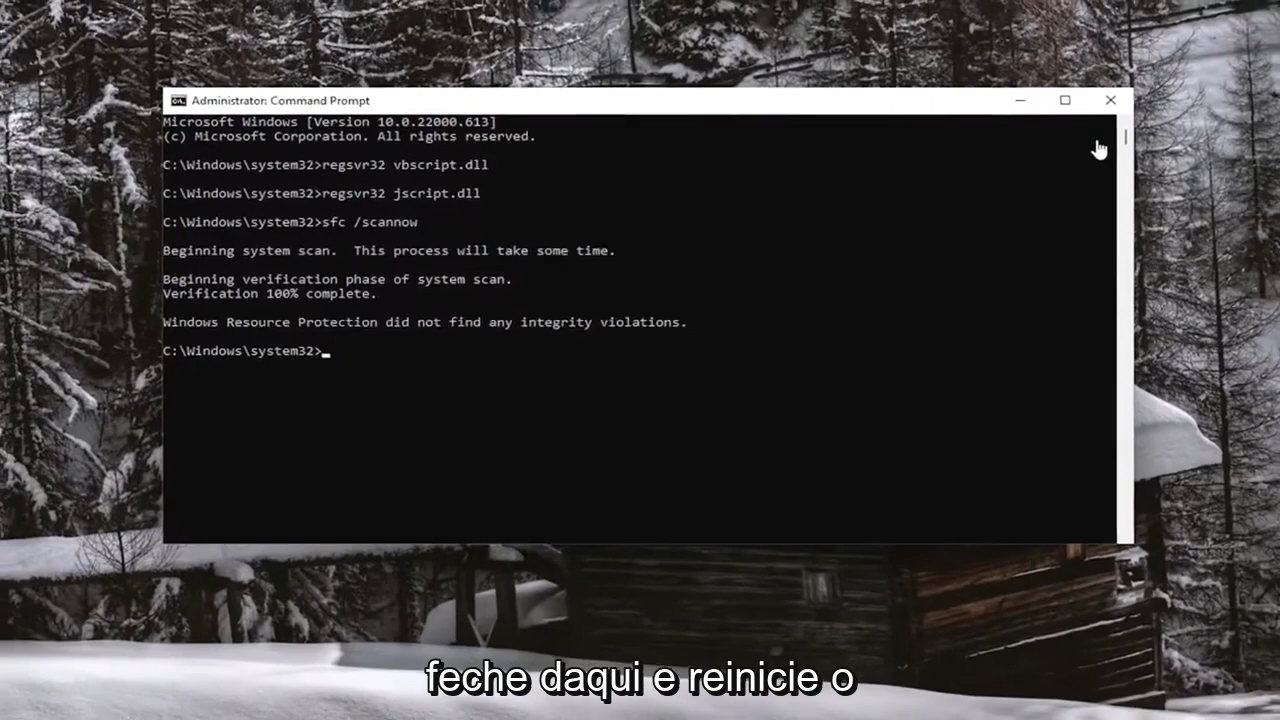 Administrator: Command Prompt
Microsoft Windows [Version 10.0.22000.613]
(c) Microsoft Corporation. All rights reserved.
C:\Windows\system32>regsvr32 vbscript.dll
C:\Windows\system32>regsvr32 jscript.dll
C:\Windows\system32>sfc /scannow
Beginning system scan.  This process will take some time.
Beginning verification phase of system scan.
Verification 100% complete.
Windows Resource Protection did not find any integrity violations.
C:\Windows\system32>
feche daqui e reinicie o